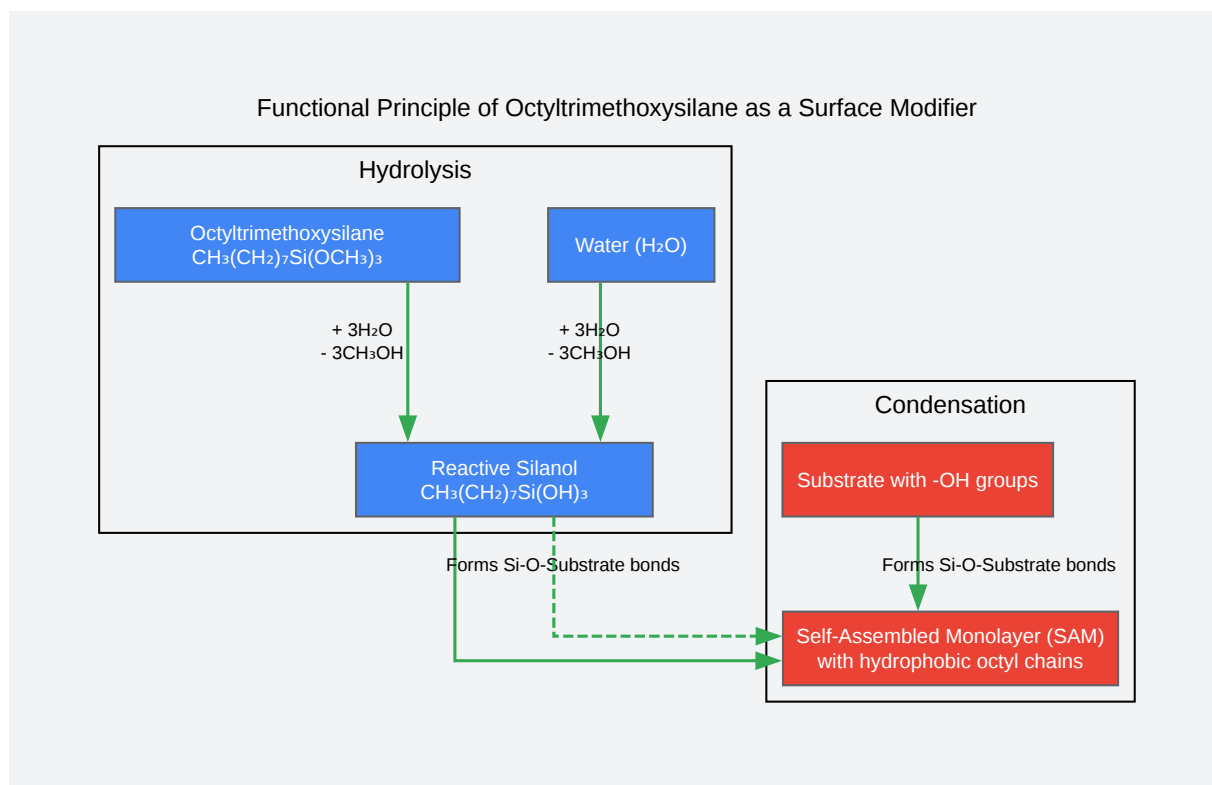 Functional Principle of Octyltrimethoxysilane as a Surface Modifier
Hydrolysis
Octyltrimethoxysilane
CH₃(CH₂)₇Si(OCH₃)₃
Water (H₂O)
+ 3H₂O
- 3CH₃OH
+ 3H₂O
- 3CH₃OH
Reactive Silanol
CH₃(CH₂)₇Si(OH)₃
Forms Si-O-Substrate bonds
Condensation
Substrate with -OH groups
Forms Si-O-Substrate bonds
Self-Assembled Monolayer (SAM)
with hydrophobic octyl chains